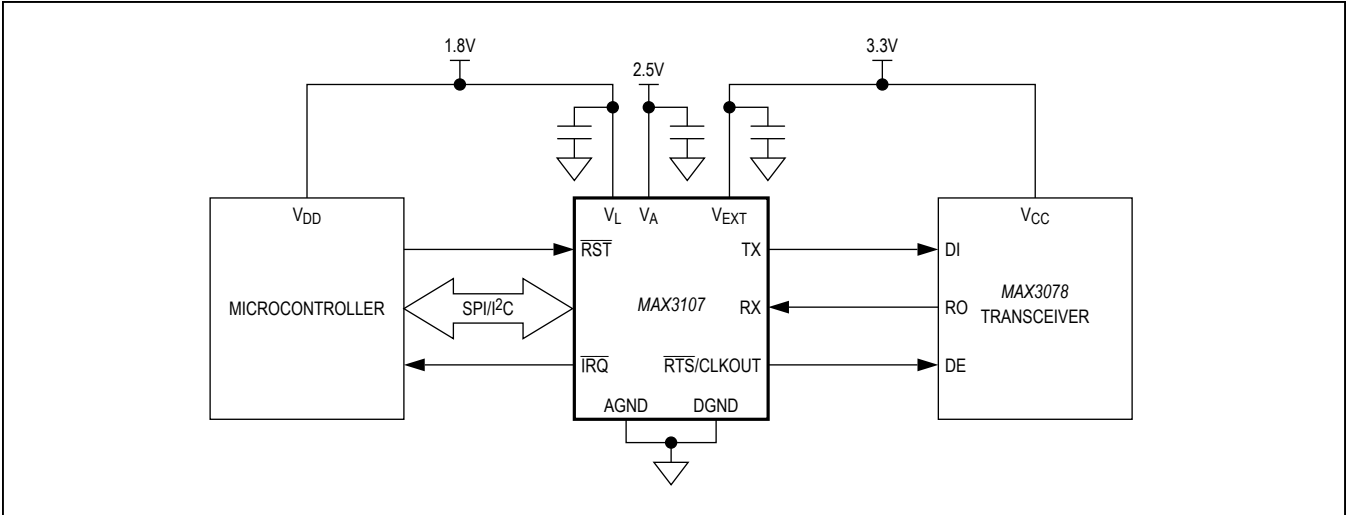 1.8V
2.5V
3.3V
VDD
VL
VA
VEXT
VCC
RST
TX
DI
MICROCONTROLLER
SPI/I²C
MAX3107
RX
RO
MAX3078
TRANSCEIVER
IRQ
RTS/CLKOUT
DE
AGND
DGND